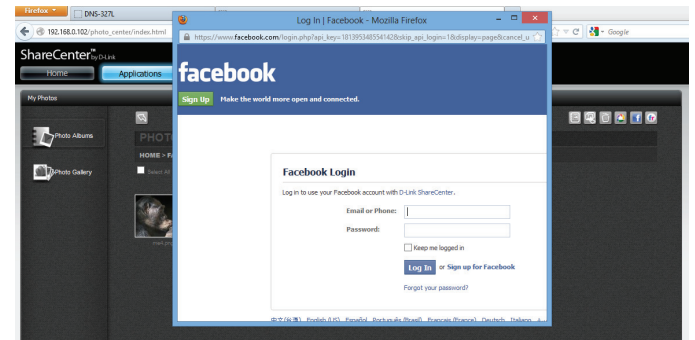 Firefox
DNS-327L
Log In | Facebook - Mozilla Firefox
192.168.0.102/photo_center/index.html
https://www.facebook.com/login.php?api_key=181395348554142&skip_api_login=1&display=page&cancel_u
Google
ShareCenter™ by D-Link
Home
Applications
facebook
Sign Up
Make the world more open and connected.
My Photos
Photo Albums
PHOT
HOME > F
Photo Gallery
Select All
Facebook Login
Log in to use your Facebook account with D-Link ShareCenter.
Email or Phone:
Password:
Keep me logged in
Log In or Sign up for Facebook
Forgot your password?
中文(台灣) English (US) Español Português (Brasil) Français (France) Deutsch Italiano